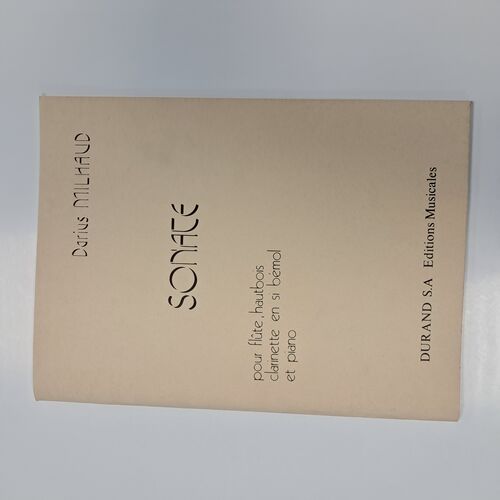 Darius MILHAUD
SONATE
pour flûte, hautbois
clarinette en si bémol
et piano
DURAND S.A Editions Musicales